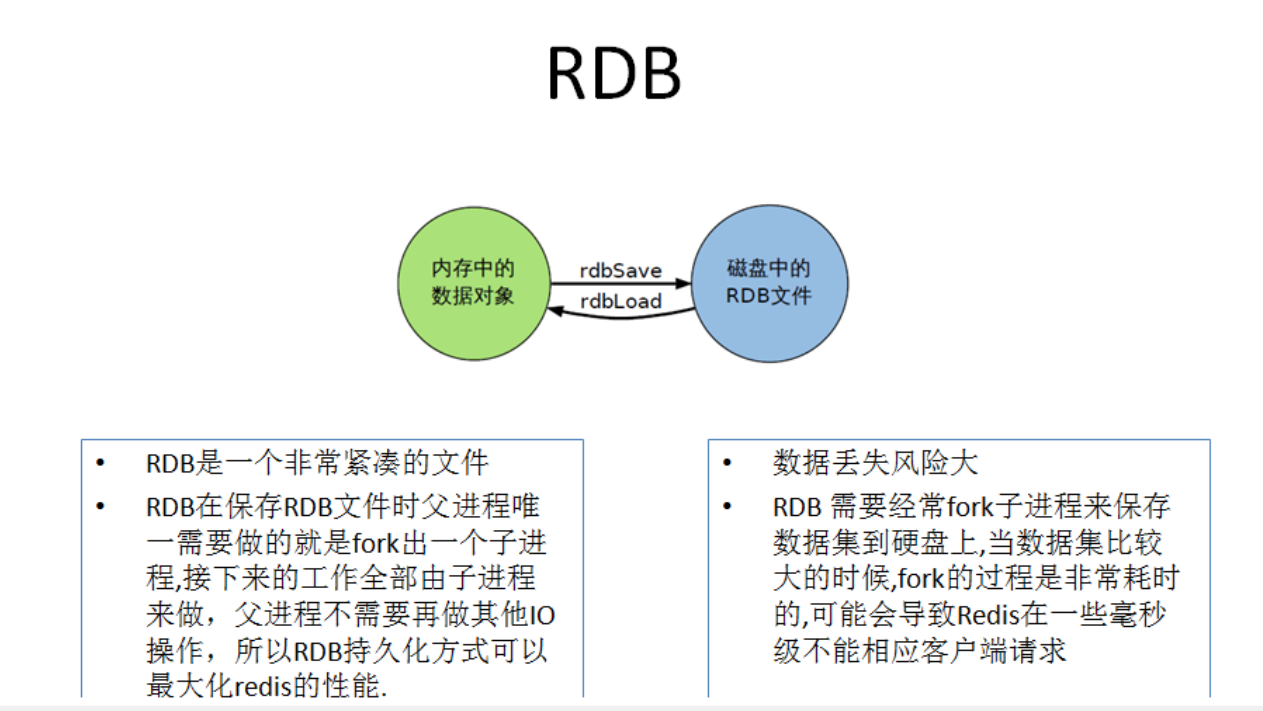 RDB
内存中的
数据对象
rdbSave
rdbLoad
磁盘中的
RDB文件
• RDB是一个非常紧凑的文件
• RDB在保存RDB文件时父进程唯
一需要做的就是fork出一个子进
程,接下来的工作全部由子进程
来做，父进程不需要再做其他IO
操作，所以RDB持久化方式可以
最大化redis的性能.
• 数据丢失风险大
• RDB 需要经常fork子进程来保存
数据集到硬盘上,当数据集比较
大的时候,fork的过程是非常耗时
的,可能会导致Redis在一些毫秒
级不能相应客户端请求